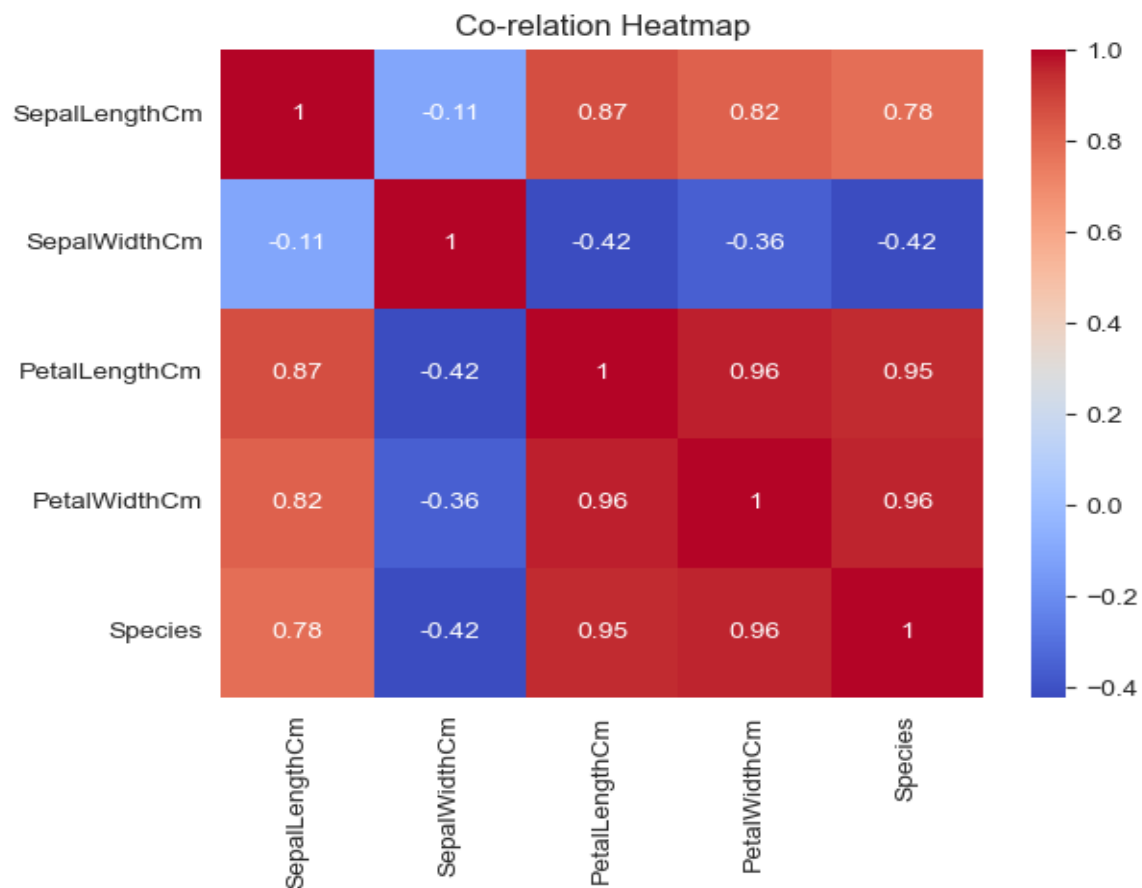 Co-relation Heatmap
SepalLengthCm 1 -0.11 0.87 0.82 0.78
SepalWidthCm -0.11 1 -0.42 -0.36 -0.42
PetalLengthCm 0.87 -0.42 1 0.96 0.95
PetalWidthCm 0.82 -0.36 0.96 1 0.96
Species 0.78 -0.42 0.95 0.96 1
SepalLengthCm
SepalWidthCm
PetalLengthCm
PetalWidthCm
Species
1.0
0.8
0.6
0.4
0.2
0.0
−0.2
−0.4